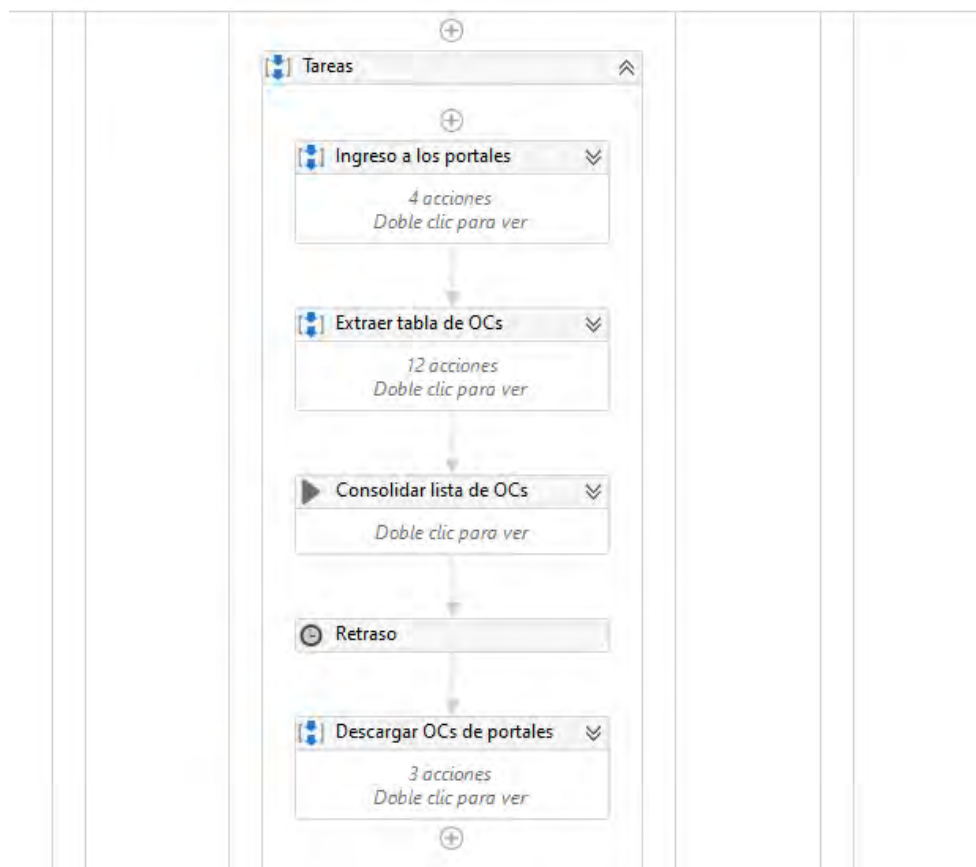 Tareas
Ingreso a los portales
4 acciones
Doble clic para ver
Extraer tabla de OCs
12 acciones
Doble clic para ver
Consolidar lista de OCs
Doble clic para ver
Retraso
Descargar OCs de portales
3 acciones
Doble clic para ver